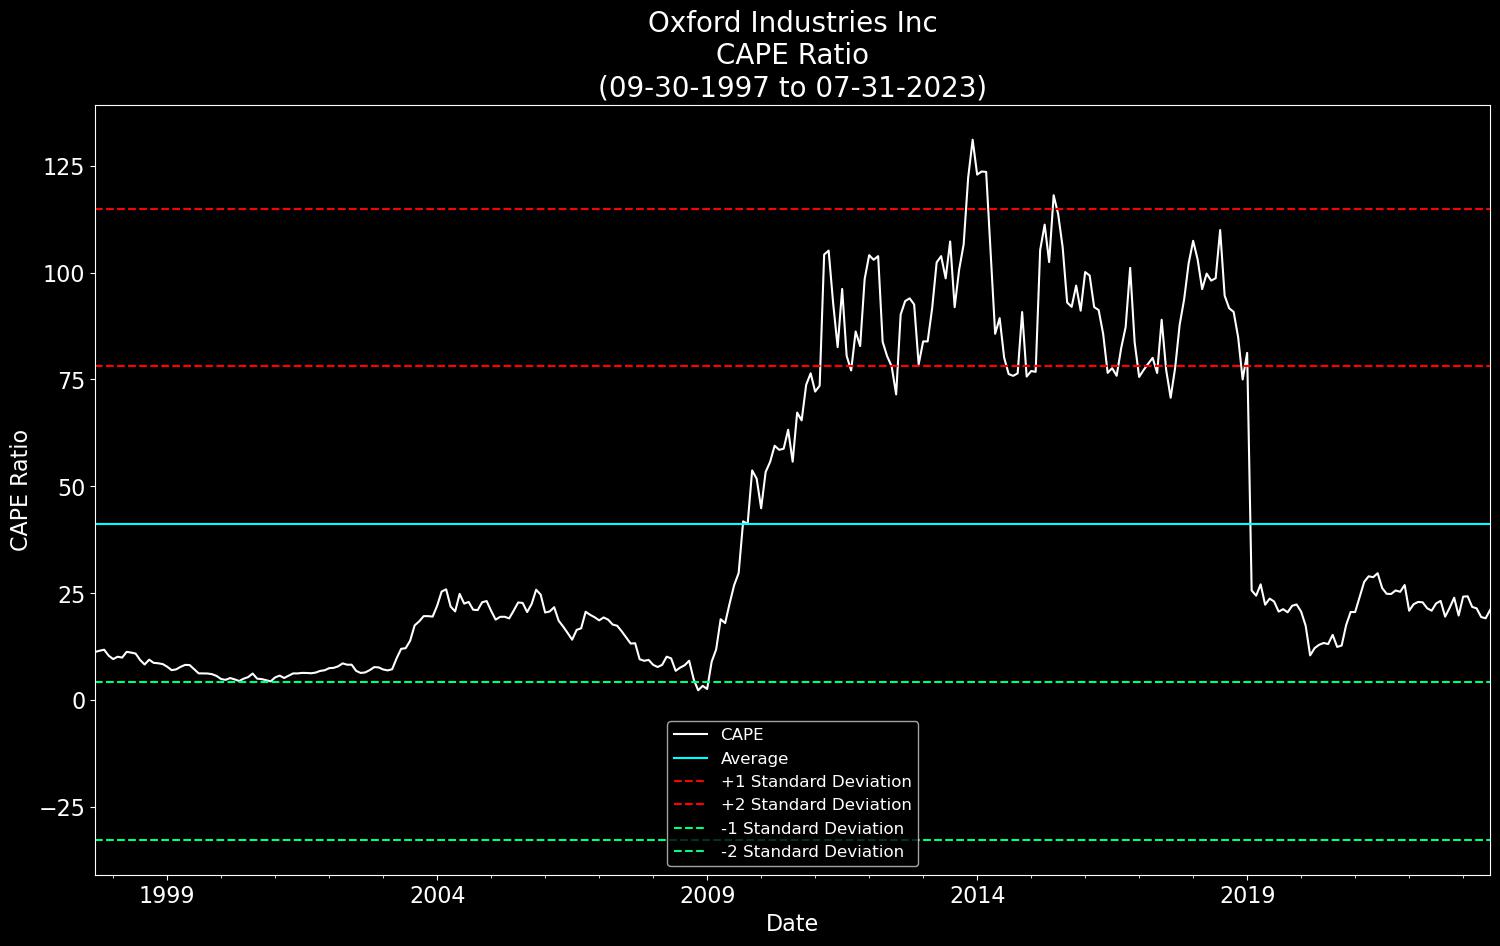 Oxford Industries Inc
CAPE Ratio
(09-30-1997 to 07-31-2023)
125
100
75
50
25
0
−25
CAPE Ratio
CAPE
Average
+1 Standard Deviation
+2 Standard Deviation
-1 Standard Deviation
-2 Standard Deviation
1999 2004 2009 2014 2019
Date